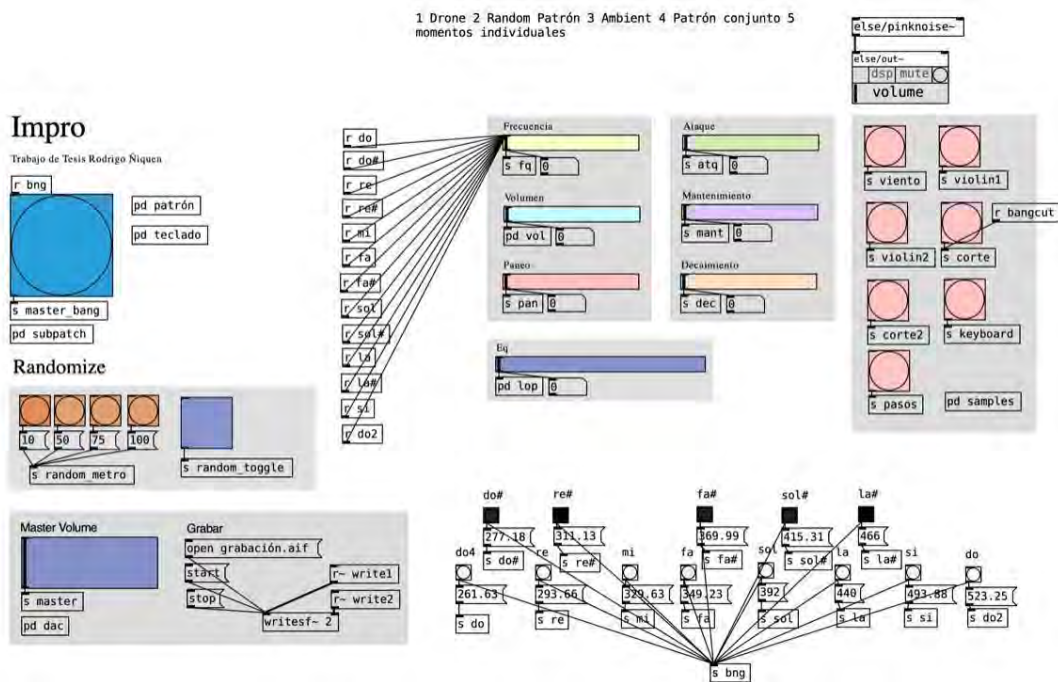 1 Drone 2 Random Patrón 3 Ambient 4 Patrón conjunto 5
momentos individuales
else/pinknoise~
else/out~
dsp mute
volume
Impro
Trabajo de Tesis Rodrigo Ñiquen
r bng
pd patrón
pd teclado
s master_bang
pd subpatch
r do
r do#
r re
r re#
r mi
r fa
r fa#
r sol
r sol#
r la
r la#
r si
r do2
Frecuencia
s fq 0
Volumen
pd vol 0
Paneo
s pan 0
Ataque
s atq 0
Mantenimiento
s mant 0
Decaimiento
s dec 0
Eq
pd lop 0
s viento
s violin1
r bangcut
s violin2
s corte
s corte2
s keyboard
s pasos
pd samples
Randomize
10 50 75 100
s random_metro
s random_toggle
Master Volume
s master
pd dac
Grabar
open grabación.aif
start
stop
r~ write1
r~ write2
writesf~ 2
do# re# fa# sol# la#
277.18 311.13 369.99 415.31 466
s do# s re# s fa# s sol# s la#
do4 re mi fa sol la si do
261.63 293.66 329.63 349.23 392 440 493.88 523.25
s do s re s mi s fa s sol s la s si s do2
s bng